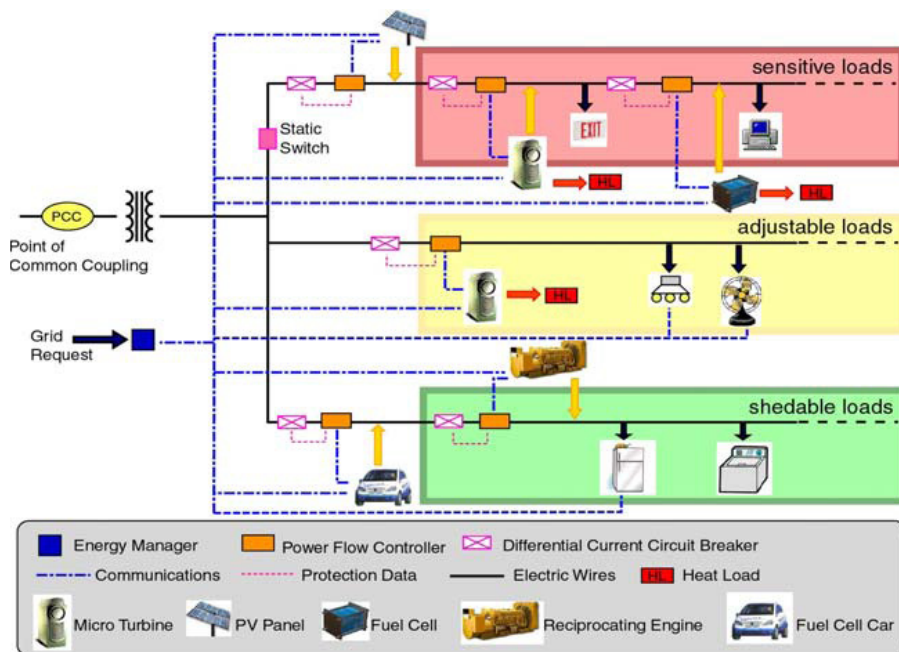 sensitive loads
Static
Switch
EXIT
HL
HL
PCC
Point of
Common Coupling
adjustable loads
HL
Grid
Request
shedable loads
Energy Manager
Power Flow Controller
Differential Current Circuit Breaker
Communications
Protection Data
Electric Wires
HL
Heat Load
Micro Turbine
PV Panel
Fuel Cell
Reciprocating Engine
Fuel Cell Car